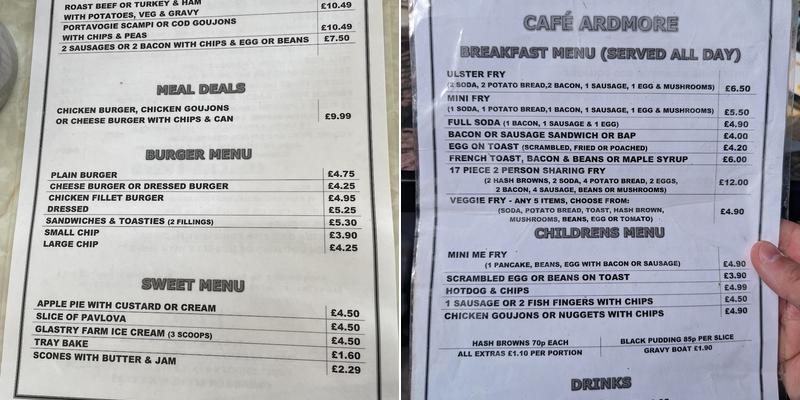 ROAST BEEF OR TURKEY & HAM
WITH POTATOES, VEG & GRAVY £10.49
PORTAVOGIE SCAMPI OR COD GOUJONS
WITH CHIPS & PEAS £10.49
2 SAUSAGES OR 2 BACON WITH CHIPS & EGG OR BEANS £7.50
MEAL DEALS
CHICKEN BURGER, CHICKEN GOUJONS
OR CHEESE BURGER WITH CHIPS & CAN £9.99
BURGER MENU
PLAIN BURGER £4.75
CHEESE BURGER OR DRESSED BURGER £4.25
CHICKEN FILLET BURGER £4.95
DRESSED £5.25
SANDWICHES & TOASTIES (2 FILLINGS) £5.30
SMALL CHIP £3.90
LARGE CHIP £4.25
SWEET MENU
APPLE PIE WITH CUSTARD OR CREAM £4.50
SLICE OF PAVLOVA £4.50
GLASTRY FARM ICE CREAM (3 SCOOPS) £4.50
TRAY BAKE £1.60
SCONES WITH BUTTER & JAM £2.29
CAFÉ ARDMORE
BREAKFAST MENU (SERVED ALL DAY)
ULSTER FRY
(2 SODA, 2 POTATO BREAD,2 BACON, 1 SAUSAGE, 1 EGG & MUSHROOMS) £6.50
MINI FRY
(1 SODA, 1 POTATO BREAD,1 BACON, 1 SAUSAGE, 1 EGG & MUSHROOMS) £5.50
FULL SODA (1 BACON, 1 SAUSAGE & 1 EGG) £4.90
BACON OR SAUSAGE SANDWICH OR BAP £4.00
EGG ON TOAST (SCRAMBLED, FRIED OR POACHED) £4.20
FRENCH TOAST, BACON & BEANS OR MAPLE SYRUP £6.00
17 PIECE 2 PERSON SHARING FRY
(2 HASH BROWNS, 2 SODA, 4 POTATO BREAD, 2 EGGS, £12.00
2 BACON, 4 SAUSAGE, BEANS OR MUSHROOMS)
VEGGIE FRY - ANY 5 ITEMS, CHOOSE FROM:
(SODA, POTATO BREAD, TOAST, HASH BROWN, £4.90
MUSHROOMS, BEANS, EGG OR TOMATO)
CHILDRENS MENU
MINI ME FRY
(1 PANCAKE, BEANS, EGG WITH BACON OR SAUSAGE) £4.90
SCRAMBLED EGG OR BEANS ON TOAST £3.90
HOTDOG & CHIPS £4.99
1 SAUSAGE OR 2 FISH FINGERS WITH CHIPS £4.50
CHICKEN GOUJONS OR NUGGETS WITH CHIPS £4.90
HASH BROWNS 70p EACH
ALL EXTRAS £1.10 PER PORTION
BLACK PUDDING 85p PER SLICE
GRAVY BOAT £1.90
DRINKS